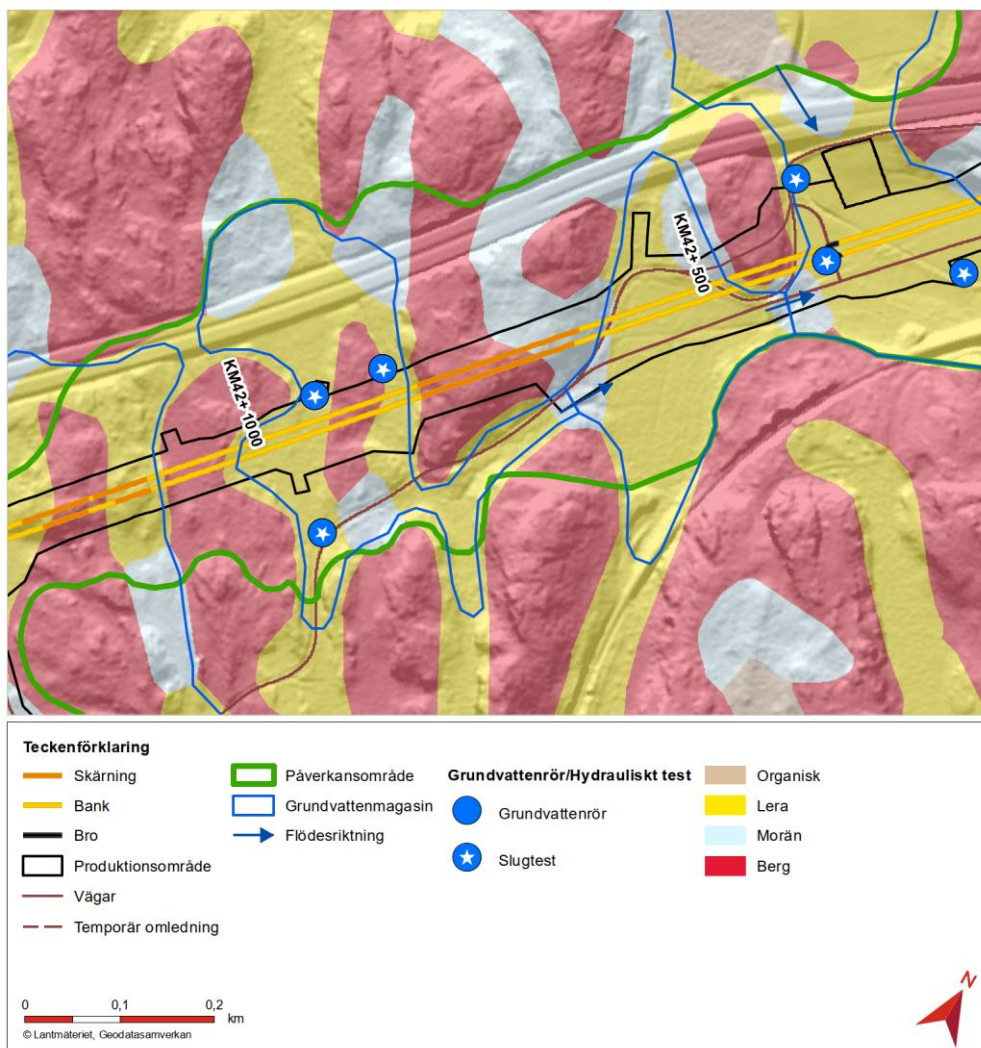 KM42+ 500
KM42+ 1000
Teckenförklaring
Skärning
Bank
Bro
Produktionsområde
Vägar
Temporär omledning
Påverkansområde
Grundvattenmagasin
Flödesriktning
Grundvattenrör/Hydrauliskt test
Grundvattenrör
Slugtest
Organisk
Lera
Morän
Berg
0 0,1 0,2
km
© Lantmäteriet, Geodatasamverkan
N